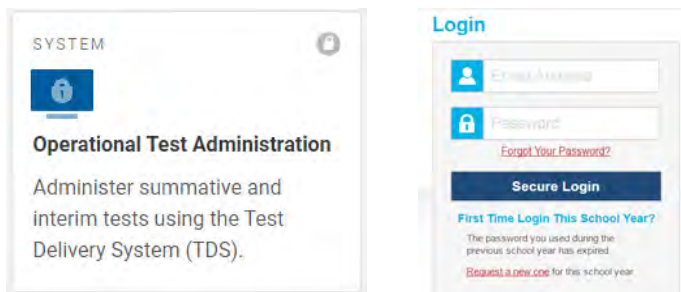 SYSTEM
Operational Test Administration
Administer summative and
interim tests using the Test
Delivery System (TDS).
Login
Email Address
Password
Forgot Your Password?
Secure Login
First Time Login This School Year?
The password you used during the
previous school year has expired.
Request a new one for this school year.